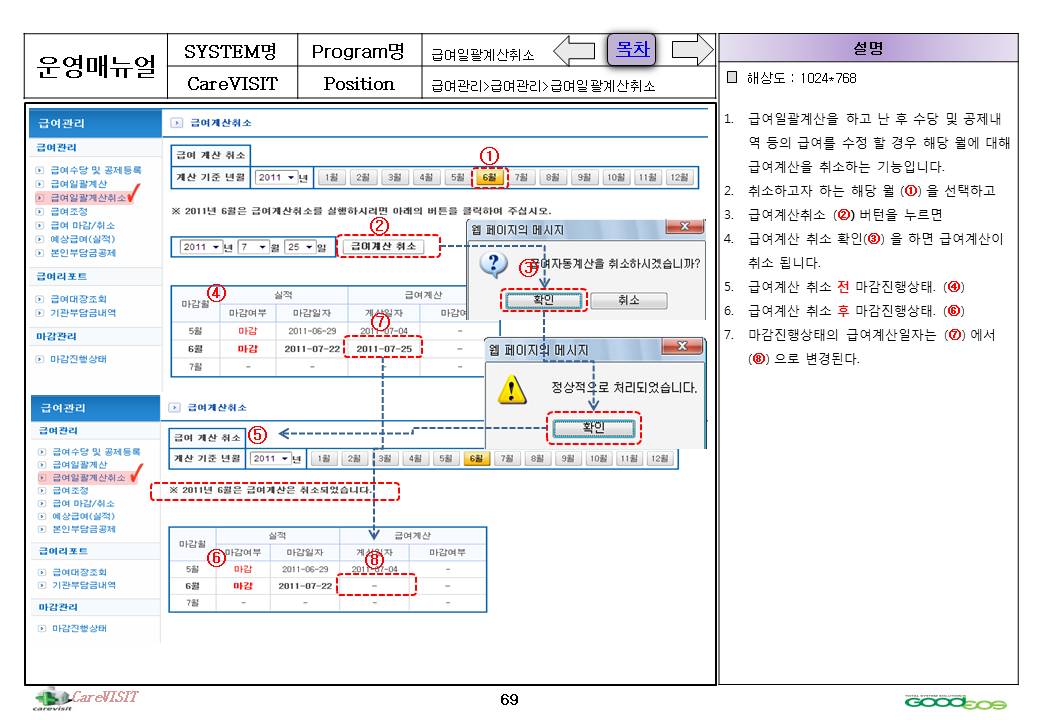 운영매뉴얼
SYSTEM명
Program명
급여일괄계산취소
목차
CareVISIT
Position
급여관리>급여관리>급여일괄계산취소
설명
해상도 : 1024*768
1. 급여일괄계산을 하고 난 후 수당 및 공제내
역 등의 급여를 수정 할 경우 해당 월에 대해
급여계산을 취소하는 기능입니다.
2. 취소하고자 하는 해당 월 (①) 을 선택하고
3. 급여계산취소 (②) 버턴을 누르면
4. 급여계산 취소 확인(③) 을 하면 급여계산이
취소 됩니다.
5. 급여계산 취소 전 마감진행상태. (④)
6. 급여계산 취소 후 마감진행상태. (⑥)
7. 마감진행상태의 급여계산일자는 (⑦) 에서
(⑧) 으로 변경된다.
급여관리
급여관리
급여수당 및 공제등록
급여일괄계산
급여일괄계산취소
급여조정
급여 마감/취소
예상급여(실적)
본인부담금공제
급여리포트
급여대장조회
기관부담금내역
마감관리
마감진행상태
급여계산취소
급여 계산 취소
①
계산 기준 년월 2011 년 1월 2월 3월 4월 5월 6월 7월 8월 9월 10월 11월 12월
※ 2011년 6월은 급여계산취소를 실행하시려면 아래의 버튼을 클릭하여 주십시오.
②
2011 년 7 월 25 일 급여계산 취소
웹 페이지의 메시지
③
급여자동계산을 취소하시겠습니까?
확인 취소
④
마감월 실적 급여계산
마감여부 마감일자 계산일자 마감여
⑦
5월 마감 2011-06-29 2011-07-04 -
6월 마감 2011-07-22 2011-07-25 -
7월 - - - -
웹 페이지의 메시지
정상적으로 처리되었습니다.
확인
급여관리
급여관리
급여수당 및 공제등록
급여일괄계산
급여일괄계산취소
급여조정
급여 마감/취소
예상급여(실적)
본인부담금공제
급여리포트
급여대장조회
기관부담금내역
마감관리
마감진행상태
급여계산취소
급여 계산 취소
⑤
계산 기준 년월 2011 년 1월 2월 3월 4월 5월 6월 7월 8월 9월 10월 11월 12월
※ 2011년 6월은 급여계산은 취소되었습니다.
마감월 실적 급여계산
⑥
마감여부 마감일자 계산일자 마감여부
⑧
5월 마감 2011-06-29 2011-07-04 -
6월 마감 2011-07-22 - -
7월 - - - -
carevisit
CareVISIT
69
TOTAL SYSTEM SOLUTIONS
GOODEOS